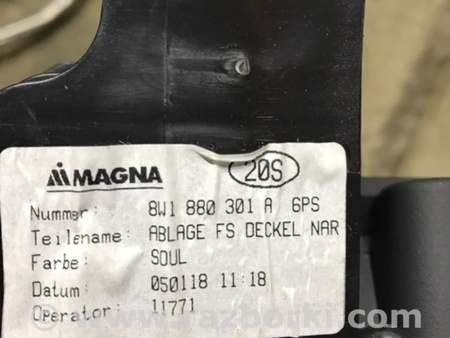 MAGNA
20S
Nummer: 8W1 880 301 A 6PS
Teilename: ABLAGE FS DECKEL NAR
Farbe: SOUL
Datum: 050118 11:18
Operator: 11771
www.razborki.com